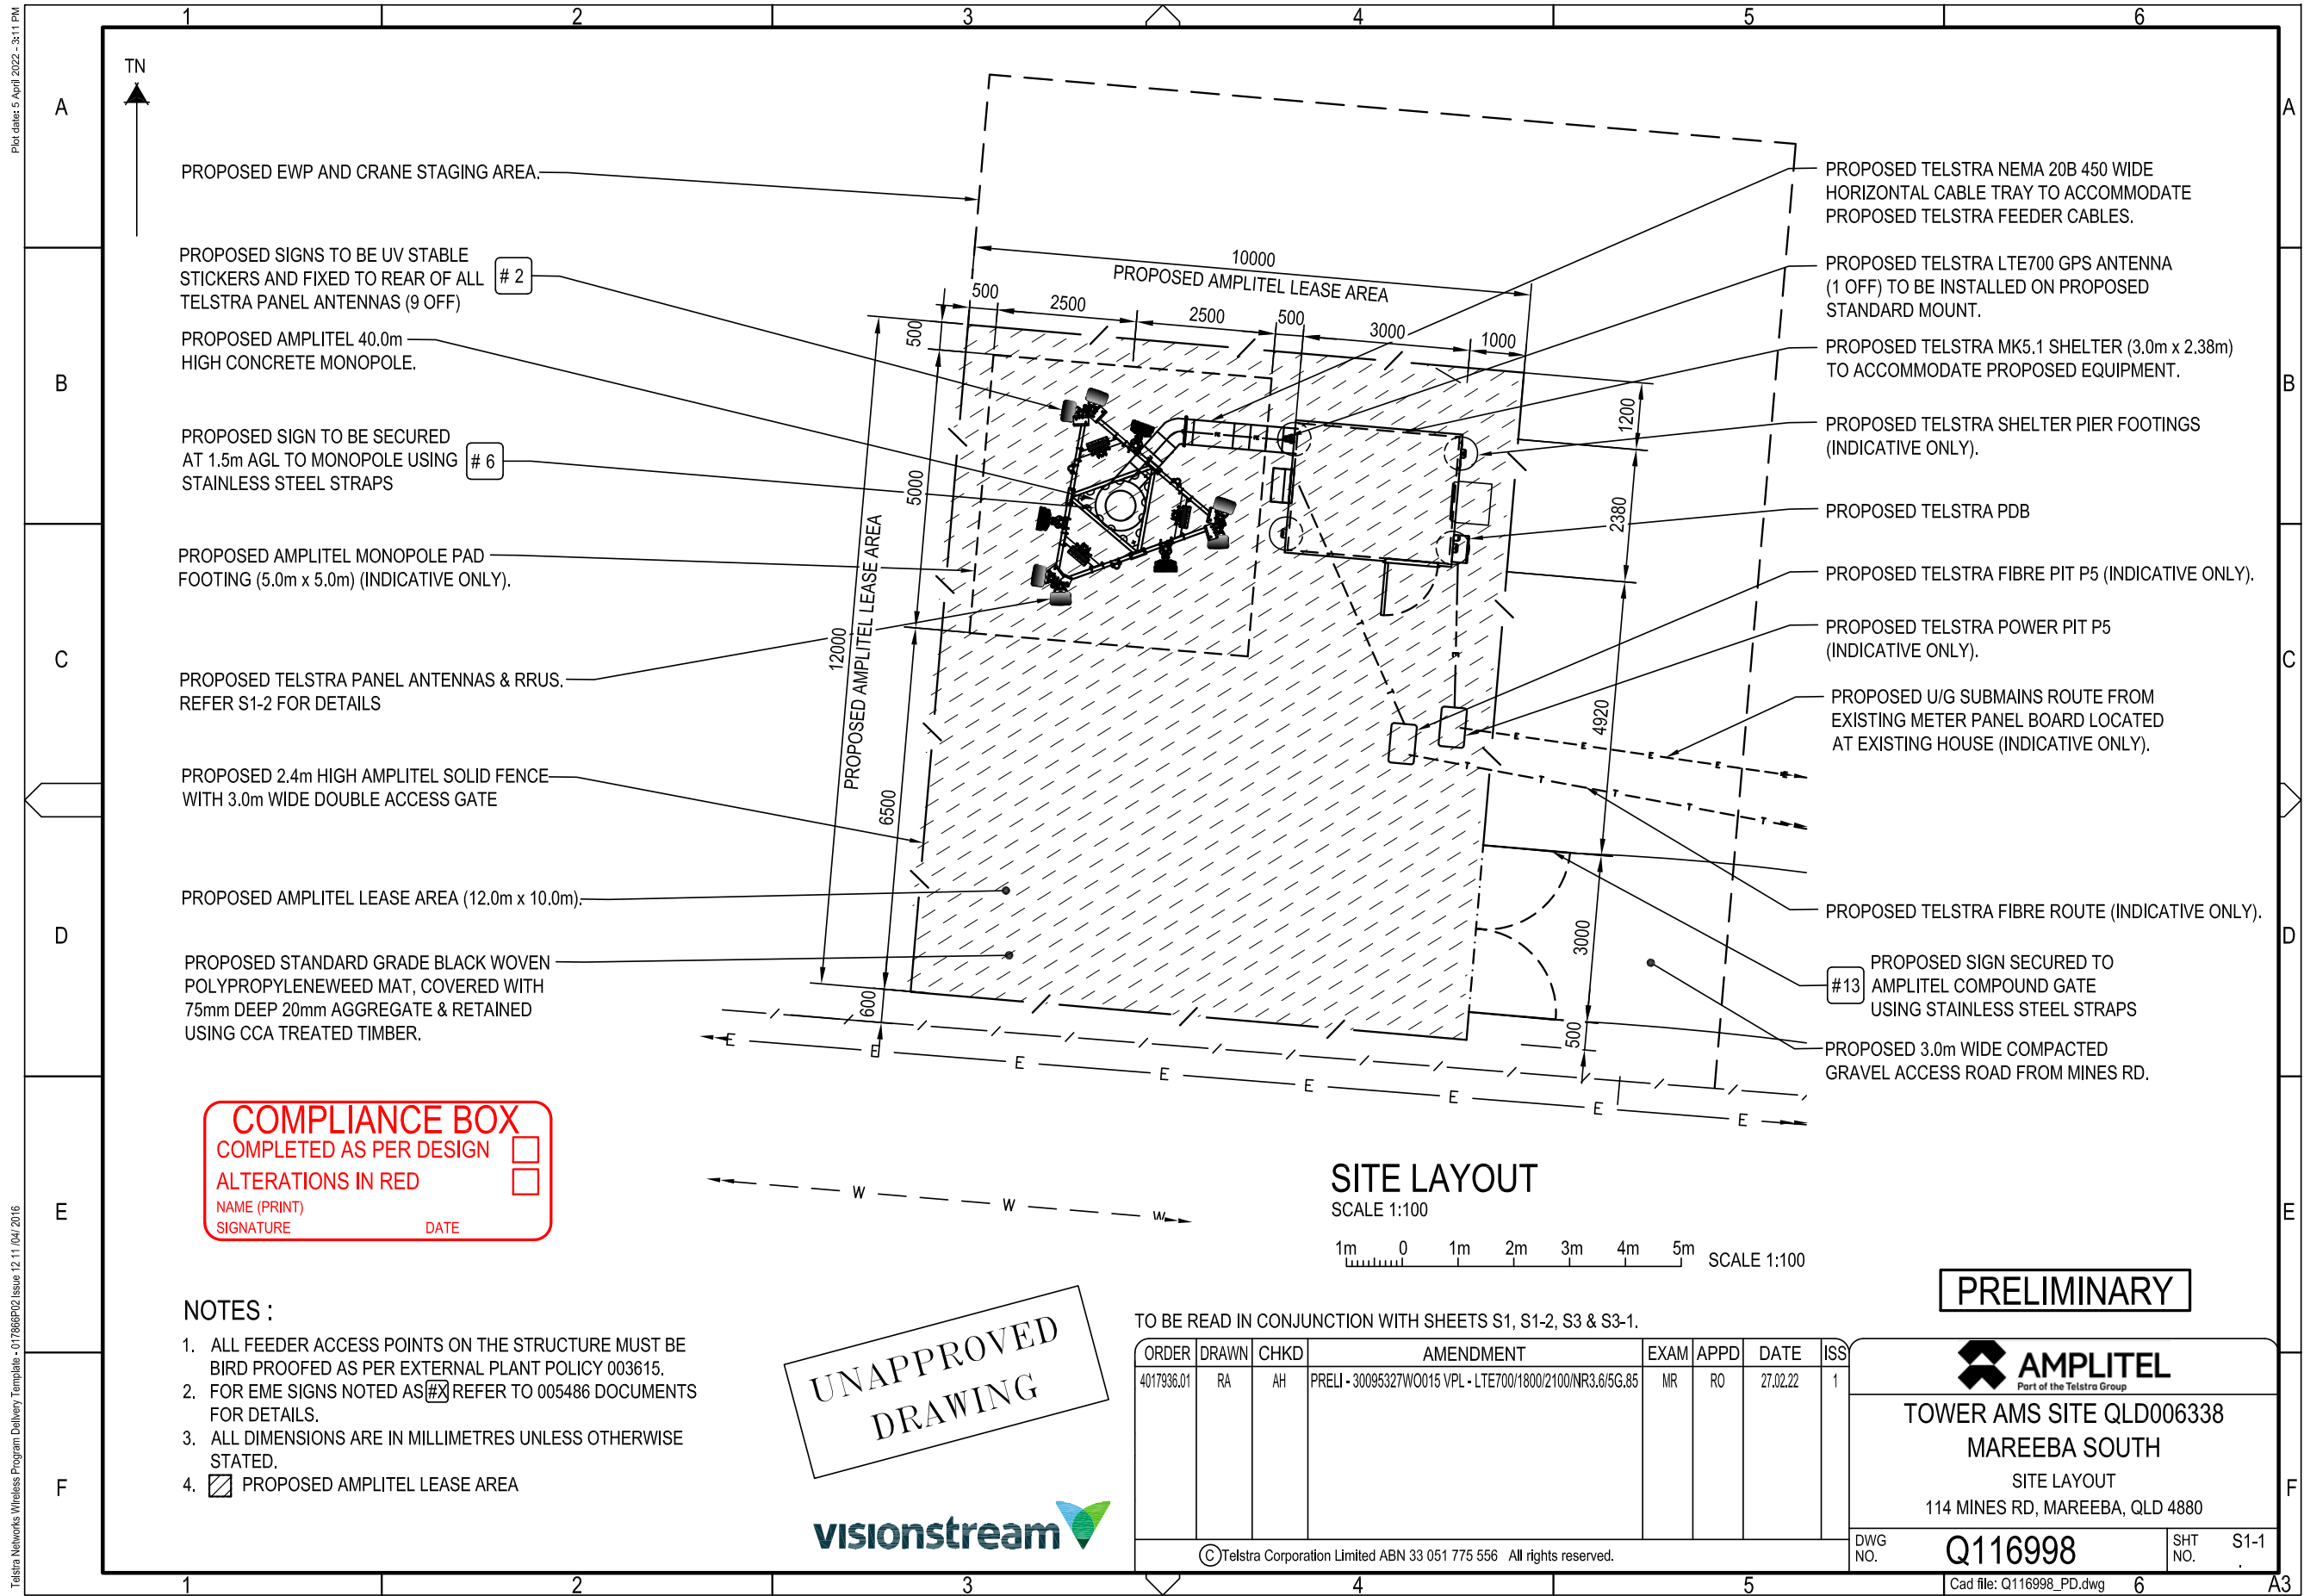 Plot date: 5 April 2022 - 3:11 PM
Telstra Networks Wireless Program Delivery Template - 017866P02 Issue 12 11 /04/ 2016
1 2 3 4 5 6
A
B
C
D
E
F
TN
PROPOSED EWP AND CRANE STAGING AREA.
PROPOSED SIGNS TO BE UV STABLE
STICKERS AND FIXED TO REAR OF ALL
TELSTRA PANEL ANTENNAS (9 OFF)
# 2
PROPOSED AMPLITEL 40.0m
HIGH CONCRETE MONOPOLE.
PROPOSED SIGN TO BE SECURED
AT 1.5m AGL TO MONOPOLE USING
STAINLESS STEEL STRAPS
# 6
PROPOSED AMPLITEL MONOPOLE PAD
FOOTING (5.0m x 5.0m) (INDICATIVE ONLY).
PROPOSED TELSTRA PANEL ANTENNAS & RRUS.
REFER S1-2 FOR DETAILS
PROPOSED 2.4m HIGH AMPLITEL SOLID FENCE
WITH 3.0m WIDE DOUBLE ACCESS GATE
PROPOSED AMPLITEL LEASE AREA (12.0m x 10.0m).
PROPOSED STANDARD GRADE BLACK WOVEN
POLYPROPYLENEWEED MAT, COVERED WITH
75mm DEEP 20mm AGGREGATE & RETAINED
USING CCA TREATED TIMBER.
10000
PROPOSED AMPLITEL LEASE AREA
500
2500
2500
500
3000
1000
500
5000
12000
PROPOSED AMPLITEL LEASE AREA
6500
600
1200
2380
4920
3000
500
E E E E E E E E
E E E E
T T T T
W W W
PROPOSED TELSTRA NEMA 20B 450 WIDE
HORIZONTAL CABLE TRAY TO ACCOMMODATE
PROPOSED TELSTRA FEEDER CABLES.
PROPOSED TELSTRA LTE700 GPS ANTENNA
(1 OFF) TO BE INSTALLED ON PROPOSED
STANDARD MOUNT.
PROPOSED TELSTRA MK5.1 SHELTER (3.0m x 2.38m)
TO ACCOMMODATE PROPOSED EQUIPMENT.
PROPOSED TELSTRA SHELTER PIER FOOTINGS
(INDICATIVE ONLY).
PROPOSED TELSTRA PDB
PROPOSED TELSTRA FIBRE PIT P5 (INDICATIVE ONLY).
PROPOSED TELSTRA POWER PIT P5
(INDICATIVE ONLY).
PROPOSED U/G SUBMAINS ROUTE FROM
EXISTING METER PANEL BOARD LOCATED
AT EXISTING HOUSE (INDICATIVE ONLY).
PROPOSED TELSTRA FIBRE ROUTE (INDICATIVE ONLY).
#13
PROPOSED SIGN SECURED TO
AMPLITEL COMPOUND GATE
USING STAINLESS STEEL STRAPS
PROPOSED 3.0m WIDE COMPACTED
GRAVEL ACCESS ROAD FROM MINES RD.
COMPLIANCE BOX
COMPLETED AS PER DESIGN
ALTERATIONS IN RED
NAME (PRINT)
SIGNATURE DATE
SITE LAYOUT
SCALE 1:100
1m 0 1m 2m 3m 4m 5m SCALE 1:100
NOTES :
1. ALL FEEDER ACCESS POINTS ON THE STRUCTURE MUST BE
BIRD PROOFED AS PER EXTERNAL PLANT POLICY 003615.
2. FOR EME SIGNS NOTED AS #X REFER TO 005486 DOCUMENTS
FOR DETAILS.
3. ALL DIMENSIONS ARE IN MILLIMETRES UNLESS OTHERWISE
STATED.
4. PROPOSED AMPLITEL LEASE AREA
UNAPPROVED
DRAWING
visionstream
PRELIMINARY
TO BE READ IN CONJUNCTION WITH SHEETS S1, S1-2, S3 & S3-1.
ORDER DRAWN CHKD AMENDMENT EXAM APPD DATE ISS
4017936.01 RA AH PRELI - 30095327WO015 VPL - LTE700/1800/2100/NR3.6/5G.85 MR RO 27.02.22 1
© Telstra Corporation Limited ABN 33 051 775 556 All rights reserved.
AMPLITEL
Part of the Telstra Group
TOWER AMS SITE QLD006338
MAREEBA SOUTH
SITE LAYOUT
114 MINES RD, MAREEBA, QLD 4880
DWG NO. Q116998 SHT NO. S1-1
Cad file: Q116998_PD.dwg
A3
1 2 3 4 5 6
A
B
C
D
E
F